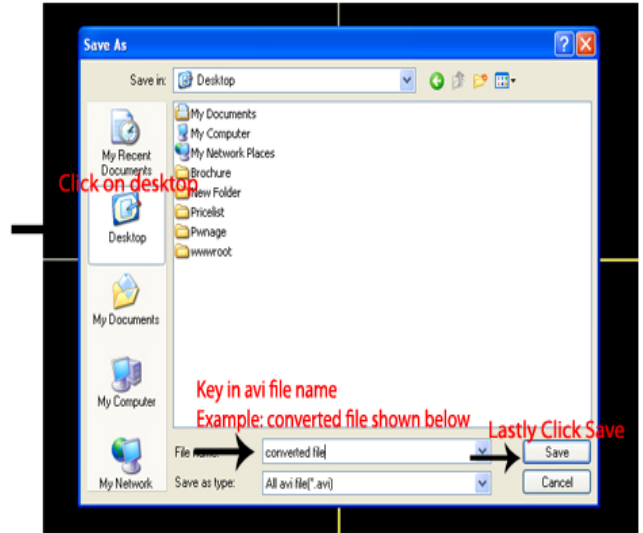 Save As
Save in:
Desktop
My Recent
Documents
Click on desktop
Desktop
My Documents
My Computer
My Network
My Documents
My Computer
My Network Places
Brochure
New Folder
Pricelist
Pwnage
wwwroot
Key in avi file name
Example: converted file shown below
Lastly Click Save
File name:
converted file
Save
Save as type:
All avi file(*.avi)
Cancel